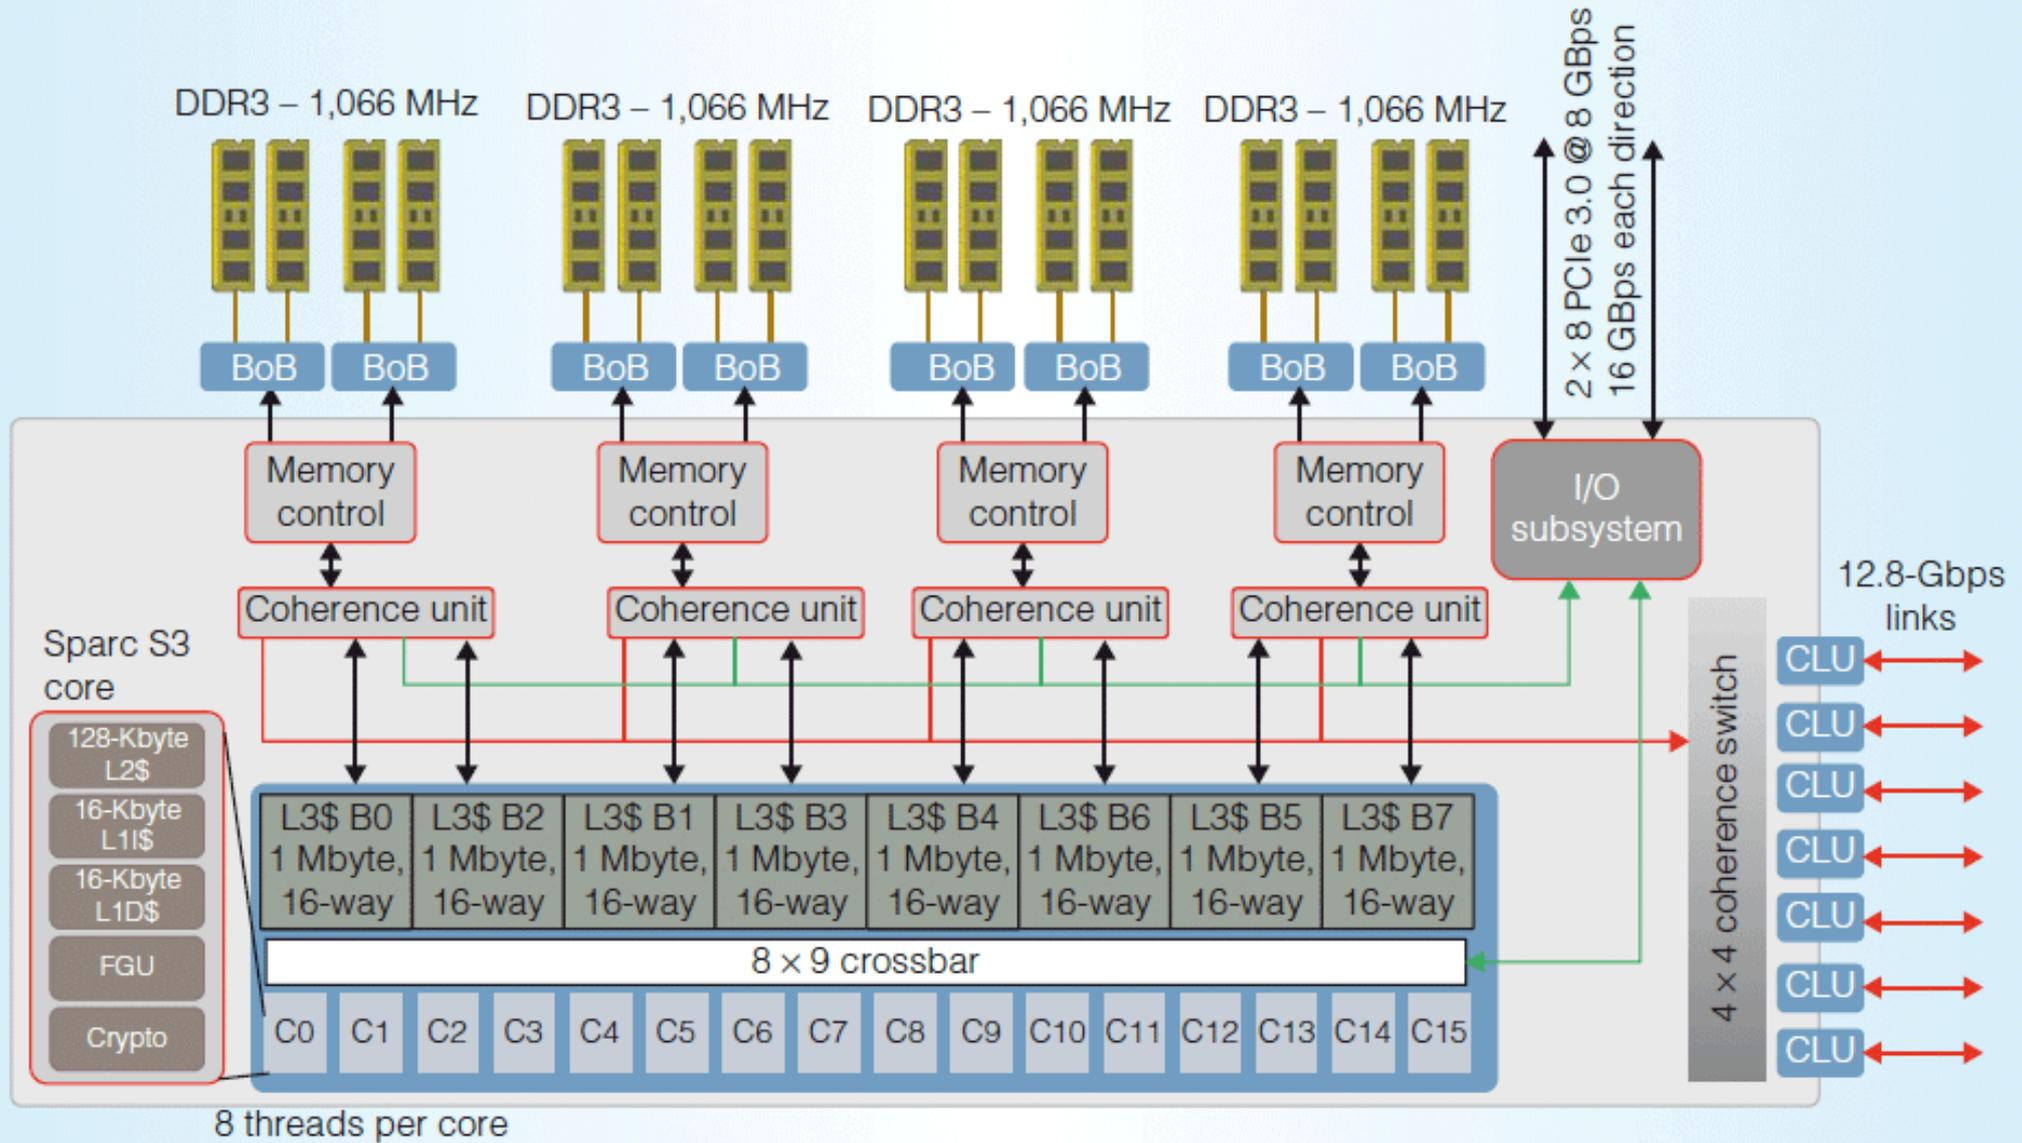 DDR3 – 1,066 MHz
DDR3 – 1,066 MHz
DDR3 – 1,066 MHz
DDR3 – 1,066 MHz
2 × 8 PCIe 3.0 @ 8 GBps
16 GBps each direction
BoB
BoB
BoB
BoB
BoB
BoB
BoB
BoB
Memory
control
Memory
control
Memory
control
Memory
control
I/O
subsystem
Coherence unit
Coherence unit
Coherence unit
Coherence unit
12.8-Gbps
links
4 × 4 coherence switch
CLU
CLU
CLU
CLU
CLU
CLU
CLU
Sparc S3
core
128-Kbyte
L2$
16-Kbyte
L1I$
16-Kbyte
L1D$
FGU
Crypto
L3$ B0
1 Mbyte,
16-way
L3$ B2
1 Mbyte,
16-way
L3$ B1
1 Mbyte,
16-way
L3$ B3
1 Mbyte,
16-way
L3$ B4
1 Mbyte,
16-way
L3$ B6
1 Mbyte,
16-way
L3$ B5
1 Mbyte,
16-way
L3$ B7
1 Mbyte,
16-way
8 × 9 crossbar
C0
C1
C2
C3
C4
C5
C6
C7
C8
C9
C10
C11
C12
C13
C14
C15
8 threads per core